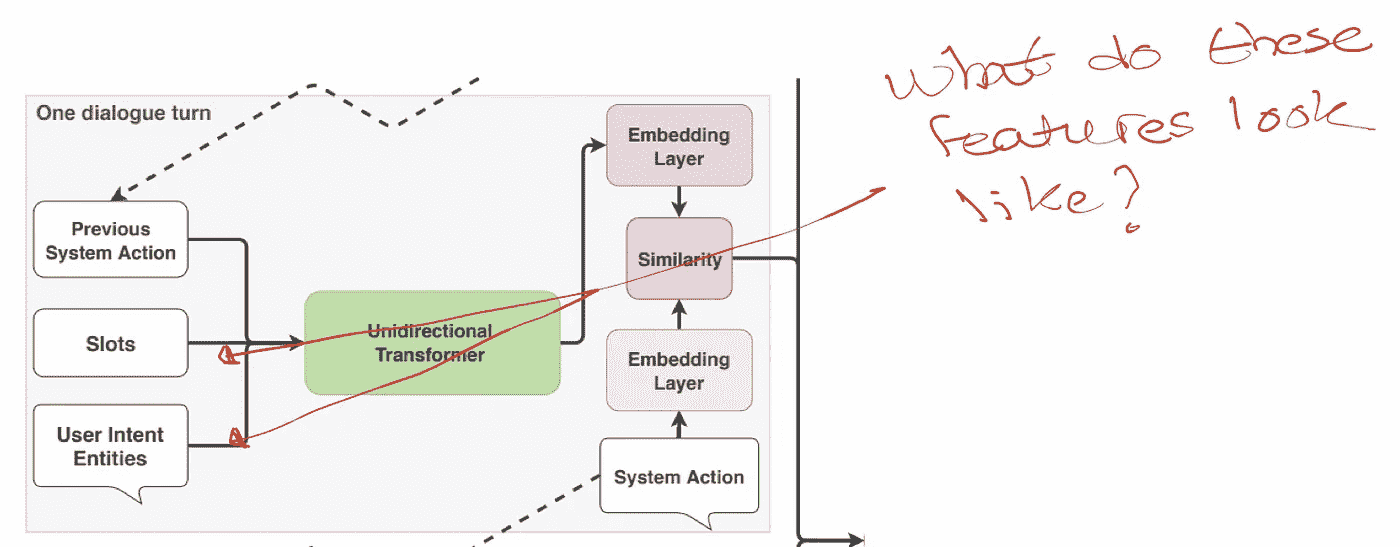 One dialogue turn
Previous
System Action
Slots
User Intent
Entities
Unidirectional
Transformer
Embedding
Layer
Similarity
Embedding
Layer
System Action
What do these
features look
like?